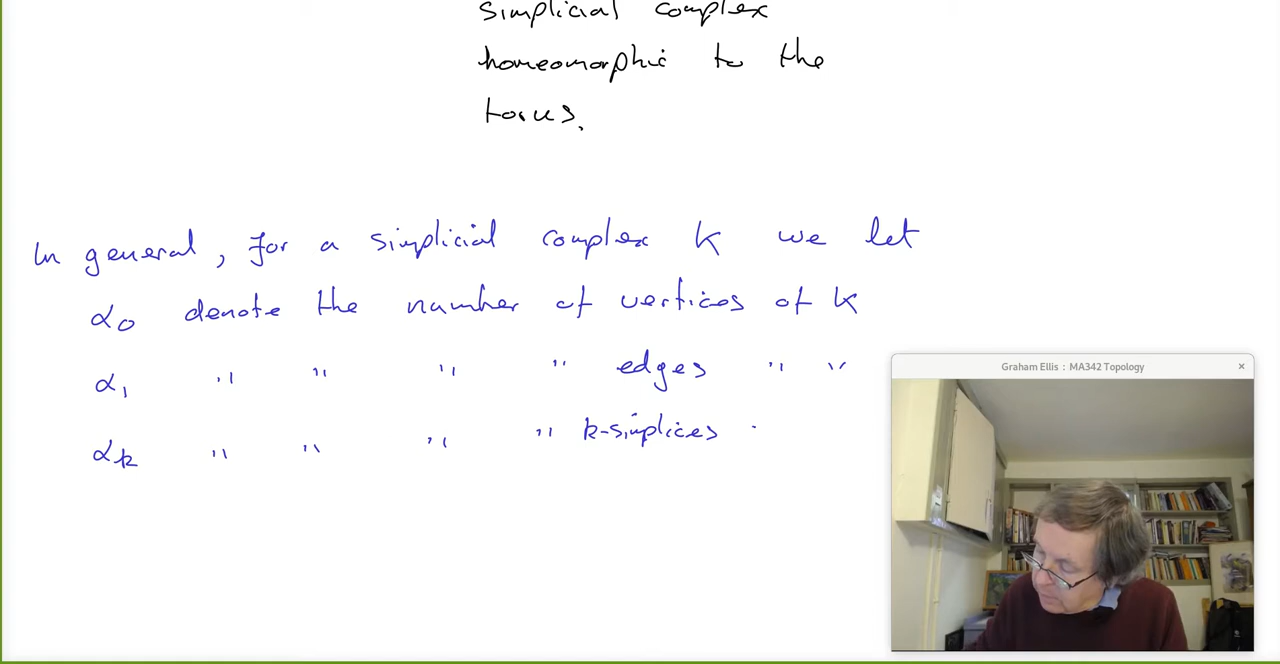 simplicial complex
homeomorphic to the
torus.
In general, for a simplicial complex K we let
α0 denote the number of vertices of K
α1 " " " " edges " "
αk " " " " k-simplices "
Graham Ellis : MA342 Topology ×